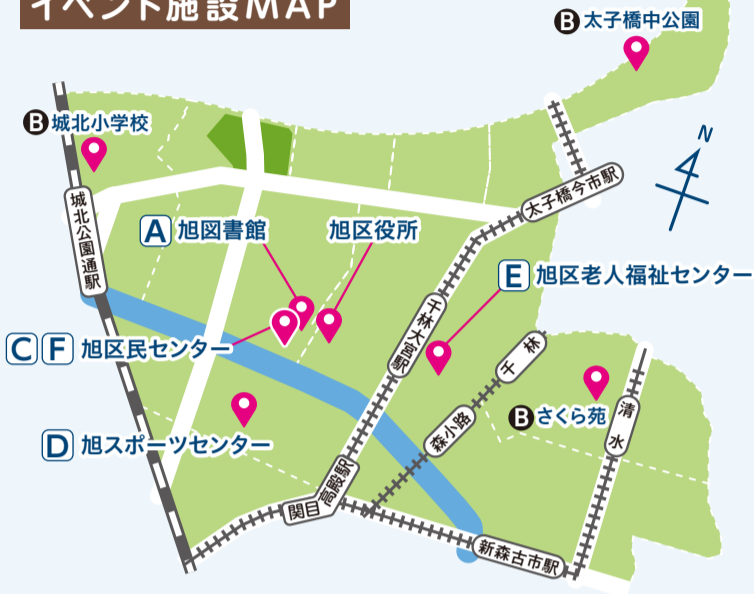 イベント施設MAP
B 太子橋中公園
B 城北小学校
N
太子橋今市駅
城北公園通駅
A 旭図書館
旭区役所
E 旭区老人福祉センター
千林大宮駅
千林
C F 旭区民センター
B さくら苑
清水
森小路
D 旭スポーツセンター
関目
高殿駅
新森古市駅